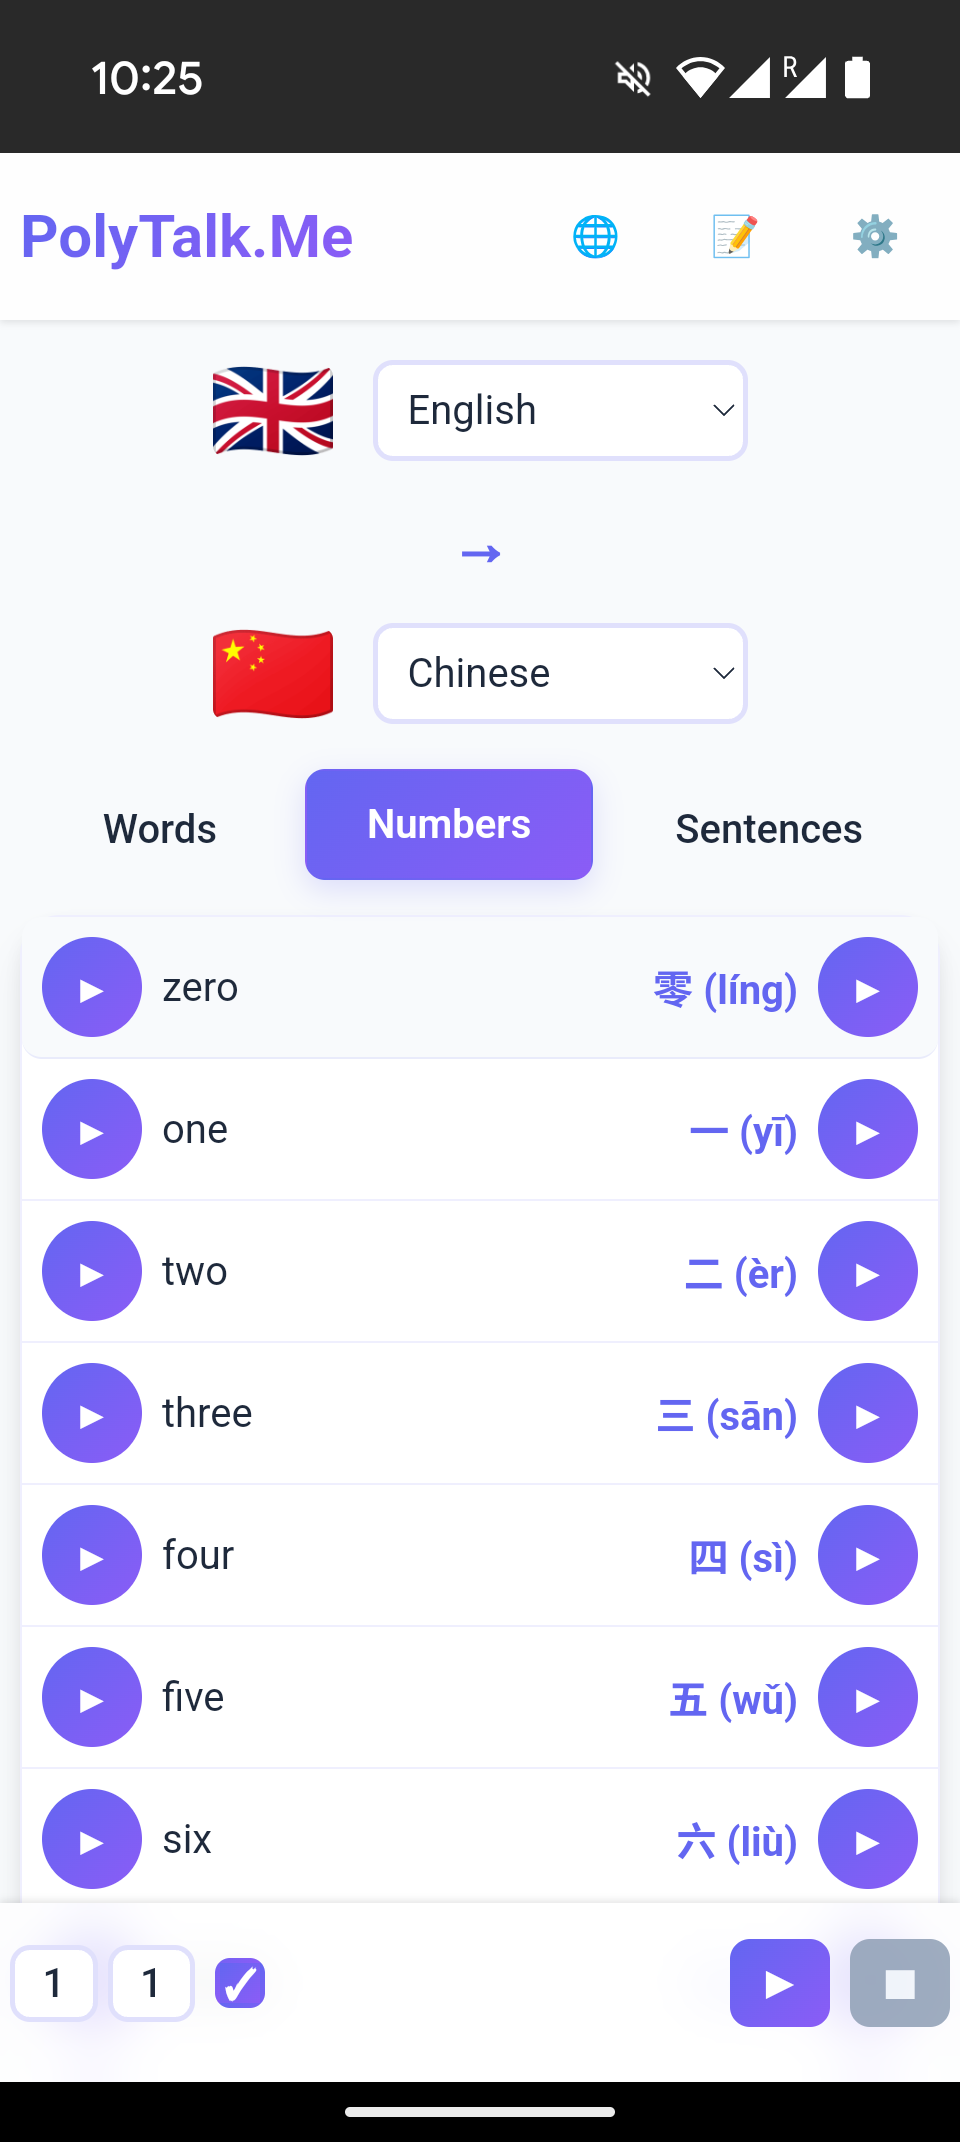 10:25
R
PolyTalk.Me
English
→
Chinese
Words Numbers Sentences
zero 零 (líng)
one 一 (yī)
two 二 (èr)
three 三 (sān)
four 四 (sì)
five 五 (wǔ)
six 六 (liù)
1 1